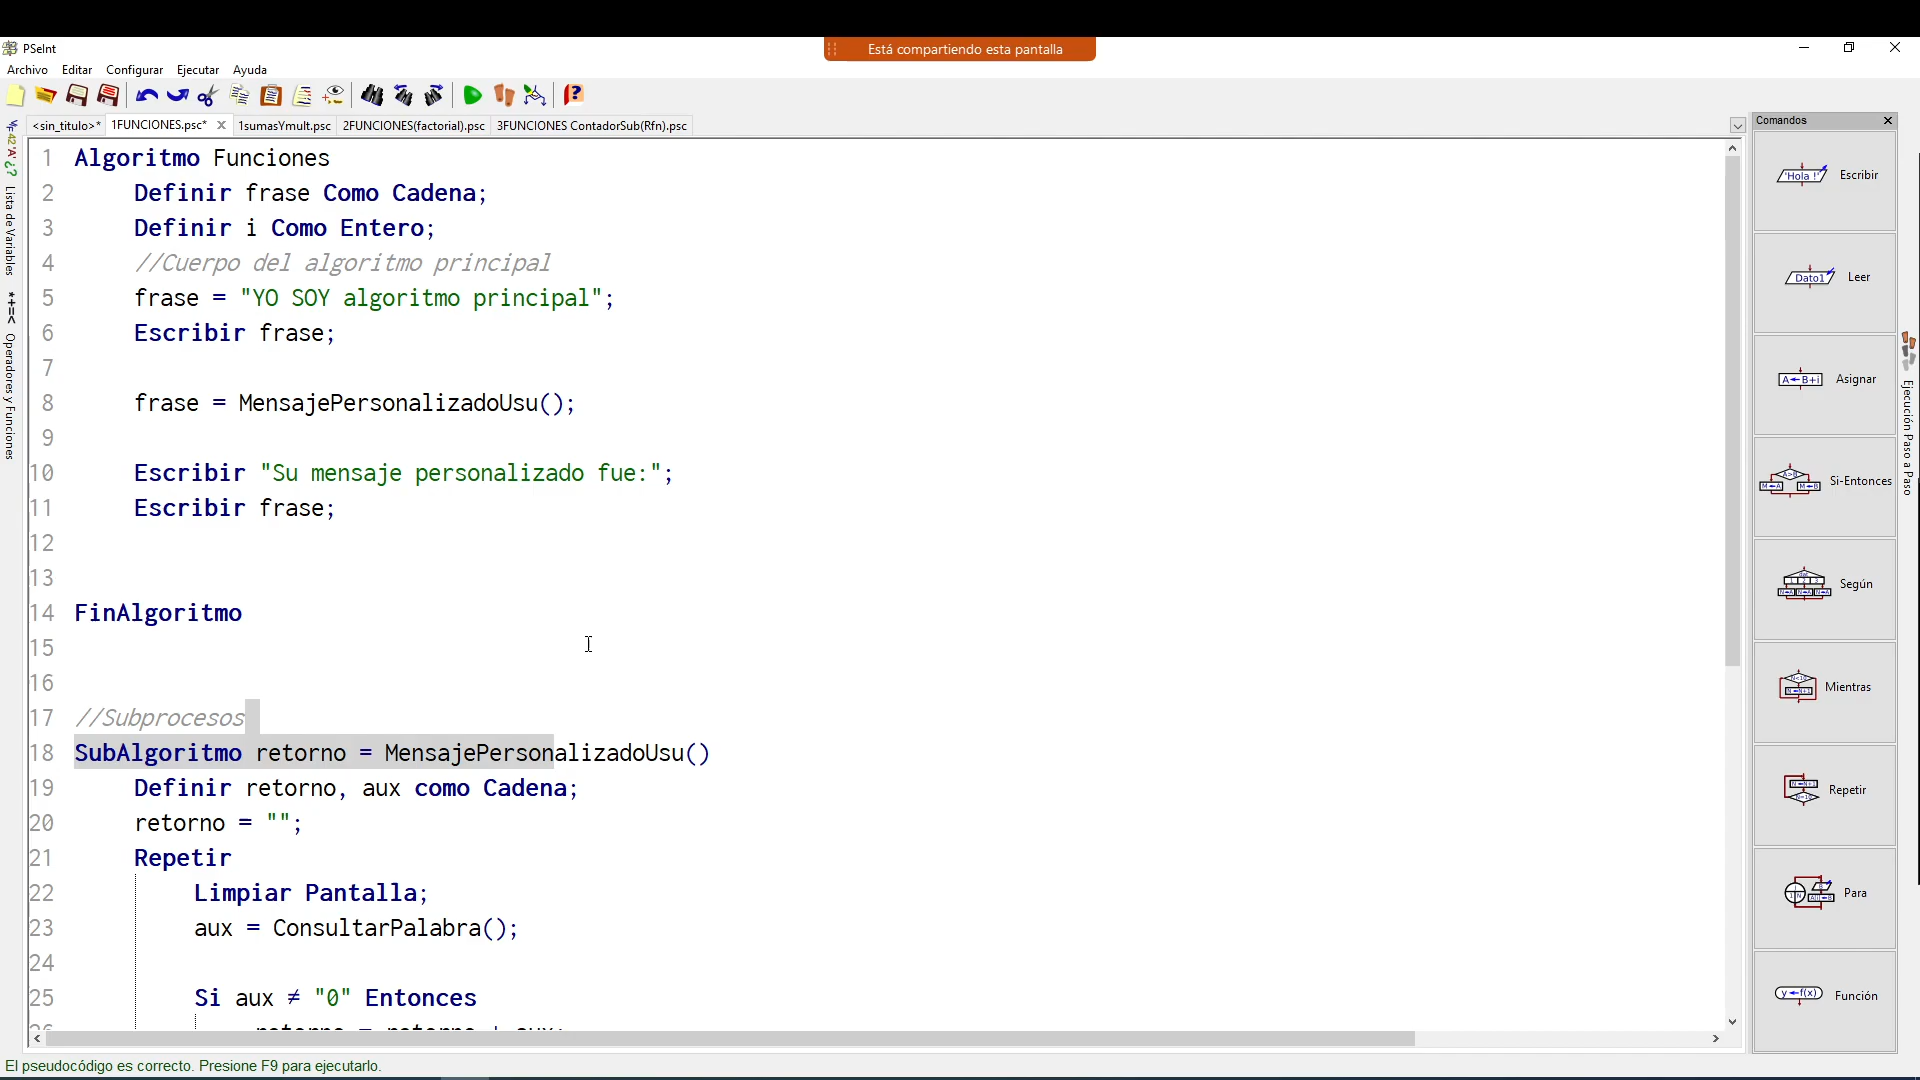 PSeInt
Está compartiendo esta pantalla
Archivo Editar Configurar Ejecutar Ayuda
<sin_titulo>* 1FUNCIONES.psc* 1sumasYmult.psc 2FUNCIONES(factorial).psc 3FUNCIONES ContadorSub(Rfn).psc
Lista de Variables
*+=< Operadores y Funciones
1 Algoritmo Funciones
2 Definir frase Como Cadena;
3 Definir i Como Entero;
4 //Cuerpo del algoritmo principal
5 frase = "YO SOY algoritmo principal";
6 Escribir frase;
7
8 frase = MensajePersonalizadoUsu();
9
10 Escribir "Su mensaje personalizado fue:";
11 Escribir frase;
12
13
14 FinAlgoritmo
15
16
17 //Subprocesos
18 SubAlgoritmo retorno = MensajePersonalizadoUsu()
19 Definir retorno, aux como Cadena;
20 retorno = "";
21 Repetir
22 Limpiar Pantalla;
23 aux = ConsultarPalabra();
24
25 Si aux ≠ "0" Entonces
26 retorno = retorno + aux;
Comandos
'Hola !' Escribir
Dato1 Leer
A←B+i Asignar
Si-Entonces
Según
Mientras
Repetir
Para
y←f(x) Función
Ejecución Paso a Paso
El pseudocódigo es correcto. Presione F9 para ejecutarlo.